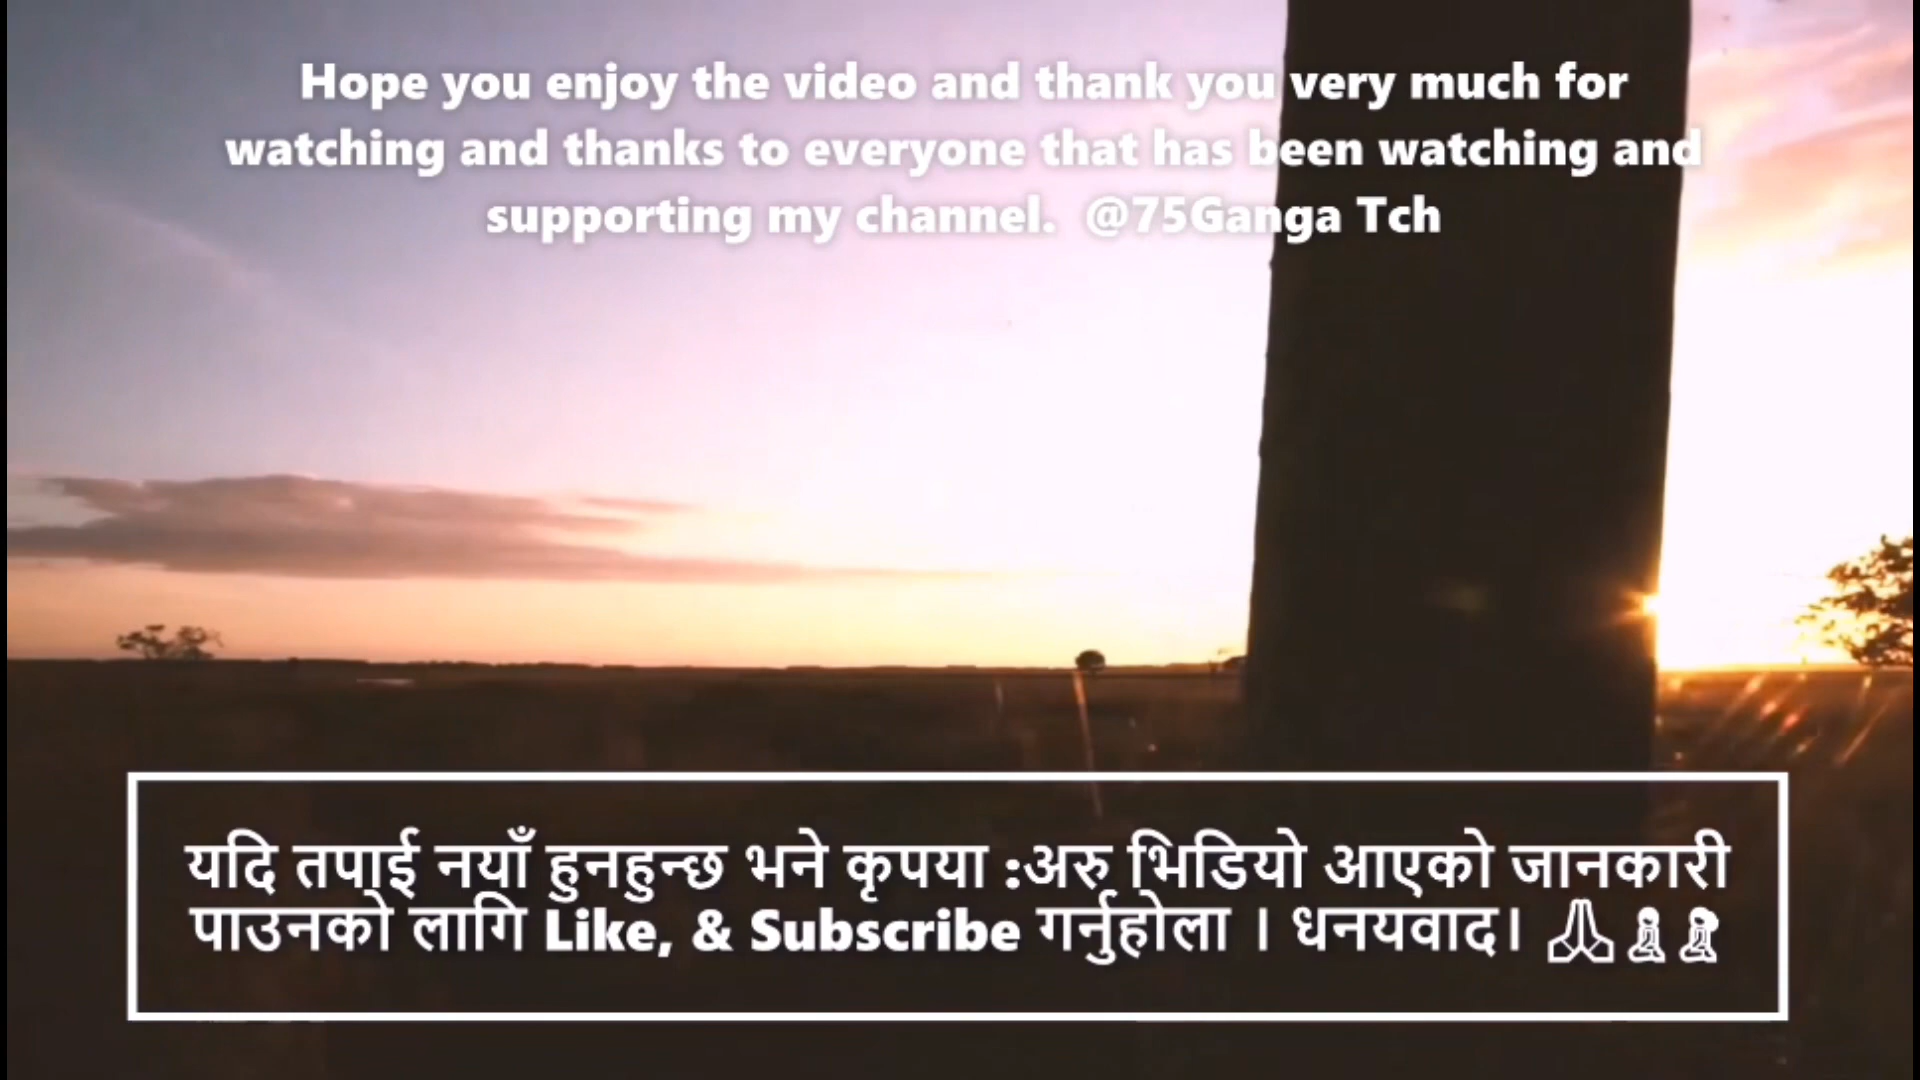 Hope you enjoy the video and thank you very much for
watching and thanks to everyone that has been watching and
supporting my channel. @75Ganga Tch
यदि तपाई नयाँ हुनहुन्छ भने कृपया :अरु भिडियो आएको जानकारी
पाउनको लागि Like, & Subscribe गर्नुहोला । धनयवाद। 🙏🧎🧎